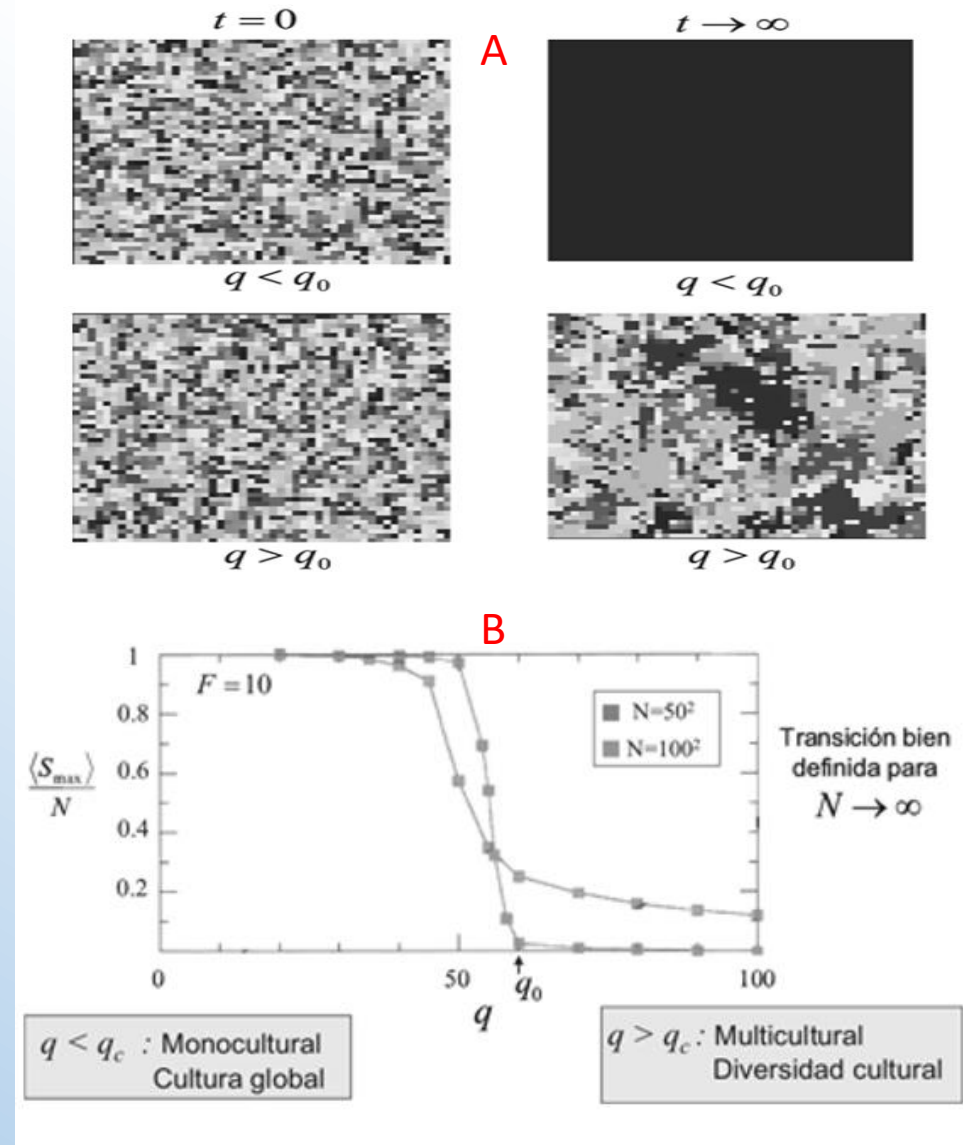 t = 0
A
t → ∞
q < q₀
q < q₀
q > q₀
q > q₀
B
1
0.8
0.6
0.4
0.2
F = 10
N=50²
N=100²
⟨S_max⟩
N
Transición bien
definida para
N → ∞
0
50
q₀
100
q
q < q_c : Monocultural
Cultura global
q > q_c : Multicultural
Diversidad cultural